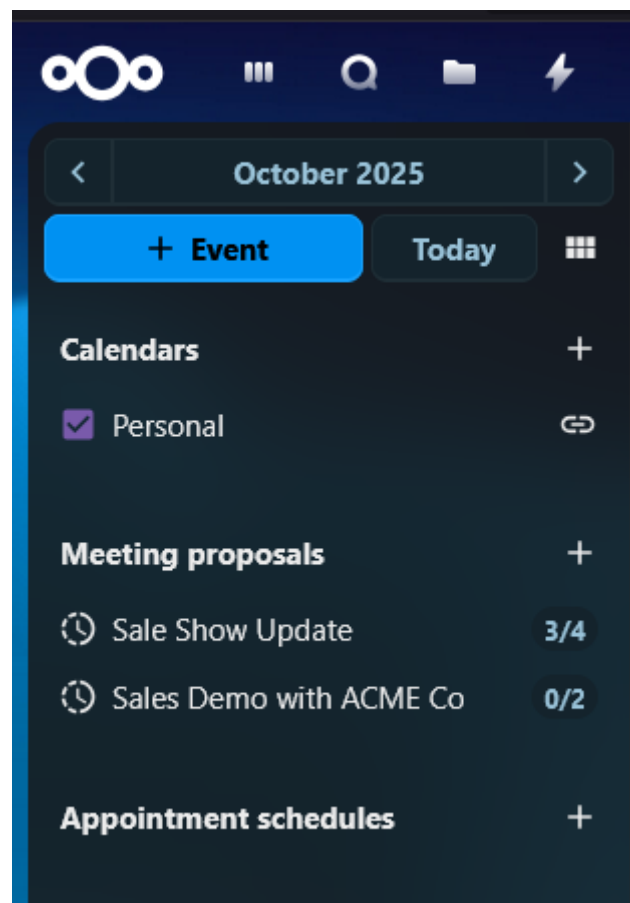 October 2025
+ Event Today
Calendars
Personal
Meeting proposals
Sale Show Update 3/4
Sales Demo with ACME Co 0/2
Appointment schedules